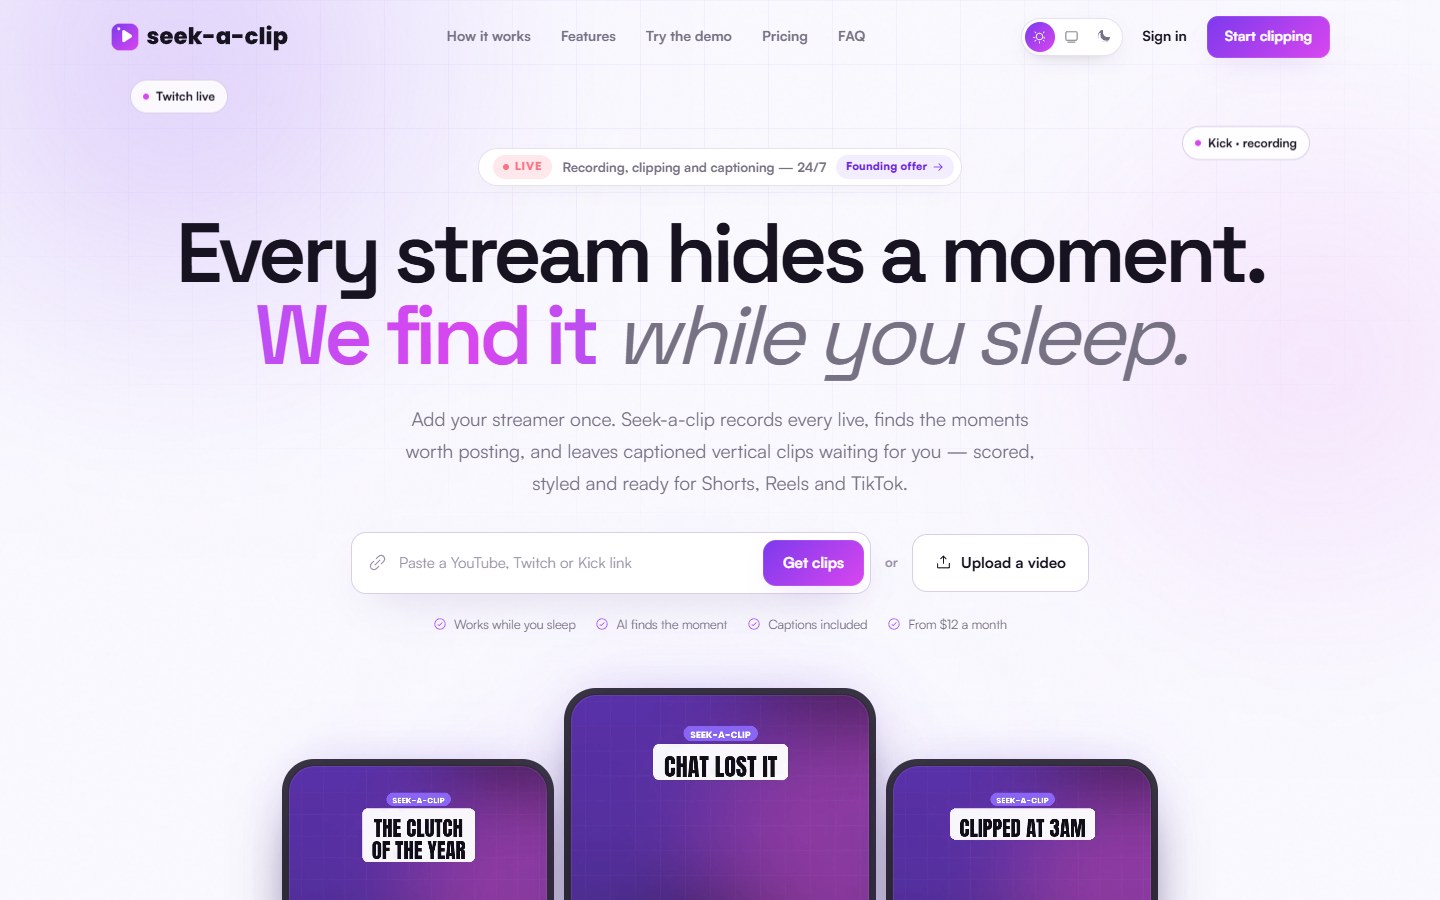 seek-a-clip
How it works
Features
Try the demo
Pricing
FAQ
Sign in
Start clipping
Twitch live
Kick • recording
LIVE
Recording, clipping and captioning — 24/7
Founding offer →
Every stream hides a moment.
We find it while you sleep.
Add your streamer once. Seek-a-clip records every live, finds the moments
worth posting, and leaves captioned vertical clips waiting for you — scored,
styled and ready for Shorts, Reels and TikTok.
Paste a YouTube, Twitch or Kick link
Get clips
or
Upload a video
Works while you sleep
AI finds the moment
Captions included
From $12 a month
SEEK-A-CLIP
THE CLUTCH
OF THE YEAR
SEEK-A-CLIP
CHAT LOST IT
SEEK-A-CLIP
CLIPPED AT 3AM